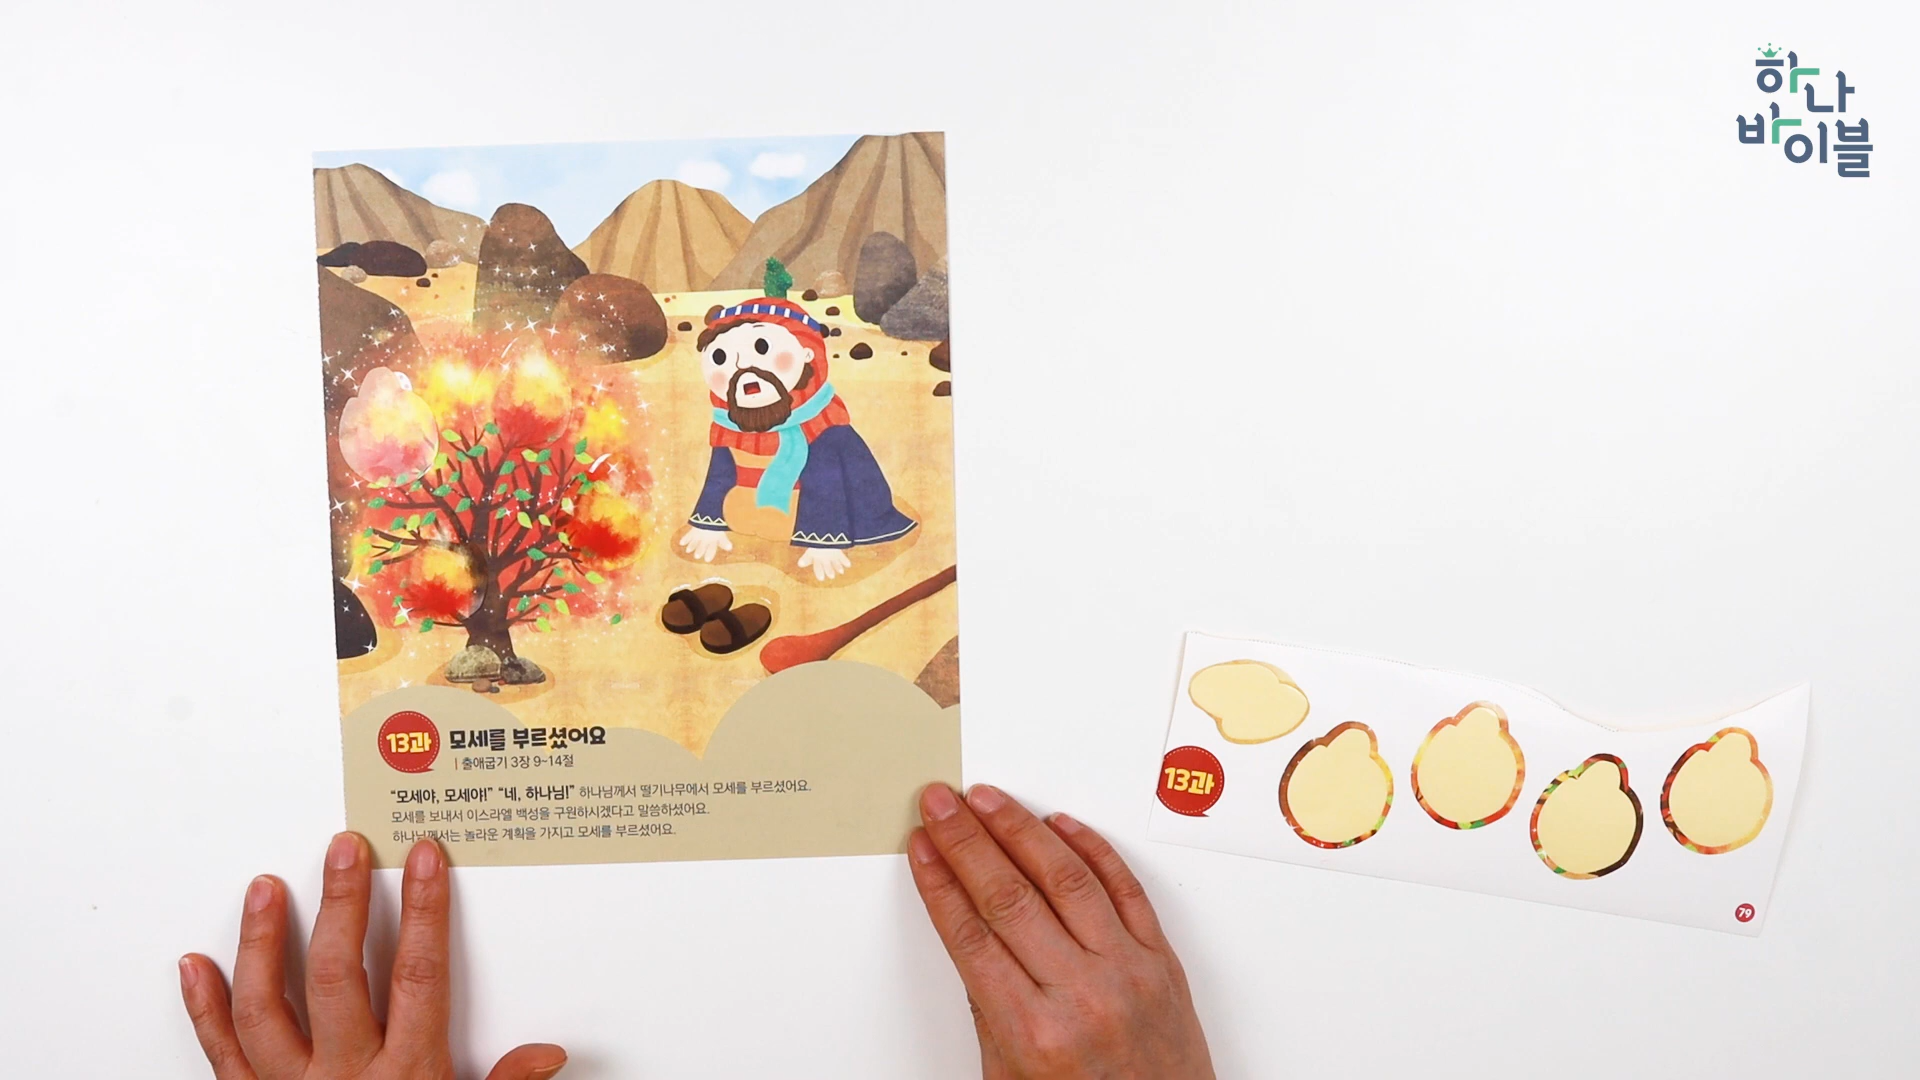 하나
바이블
13과
모세를 부르셨어요
| 출애굽기 3장 9~14절
“모세야, 모세야!” “네, 하나님!” 하나님께서 떨기나무에서 모세를 부르셨어요.
모세를 보내서 이스라엘 백성을 구원하시겠다고 말씀하셨어요.
하나님께서는 놀라운 계획을 가지고 모세를 부르셨어요.
13과
79